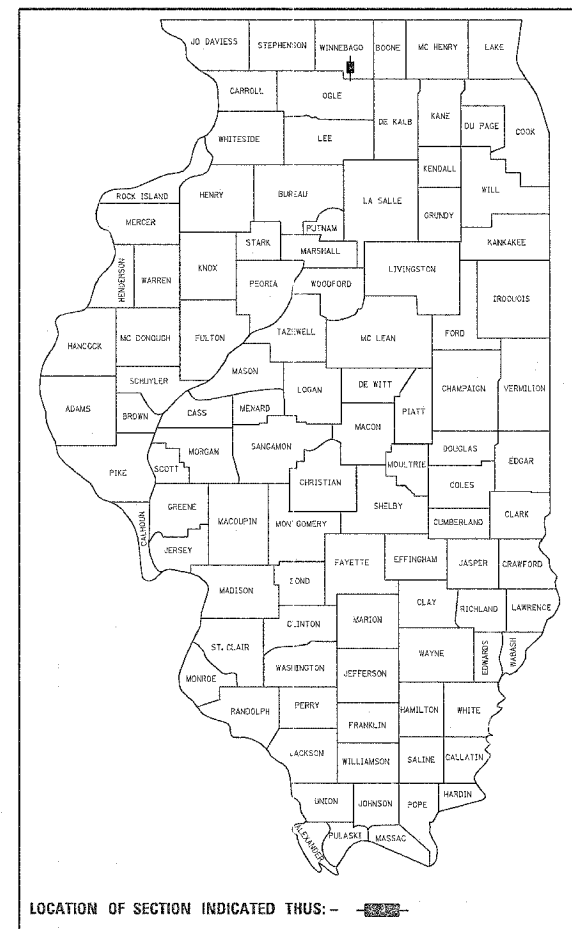 JO DAVIESS STEPHENSON WINNEBAGO BOONE MC HENRY LAKE
CARROLL OGLE
WHITESIDE LEE DE KALB KANE DU PAGE COOK
KENDALL WILL
ROCK ISLAND HENRY BUREAU LA SALLE GRUNDY
MERCER PUTNAM KANKAKEE
STARK MARSHALL
HENDERSON WARREN KNOX PEORIA WOODFORD LIVINGSTON IROQUOIS
HANCOCK MC DONOUGH FULTON TAZEWELL MC LEAN FORD
MASON
SCHUYLER LOGAN DE WITT CHAMPAIGN VERMILION
ADAMS BROWN CASS MENARD MACON PIATT
PIKE SCOTT MORGAN SANGAMON MOULTRIE DOUGLAS EDGAR
CHRISTIAN COLES
CALHOUN GREENE MACOUPIN MONTGOMERY SHELBY CUMBERLAND CLARK
JERSEY
FAYETTE EFFINGHAM JASPER CRAWFORD
MADISON BOND
CLAY RICHLAND LAWRENCE
CLINTON MARION
ST. CLAIR WAYNE EDWARDS WABASH
WASHINGTON JEFFERSON
MONROE
RANDOLPH PERRY HAMILTON WHITE
FRANKLIN
JACKSON WILLIAMSON SALINE GALLATIN
HARDIN
UNION JOHNSON POPE
ALEXANDER PULASKI MASSAC
LOCATION OF SECTION INDICATED THUS: -